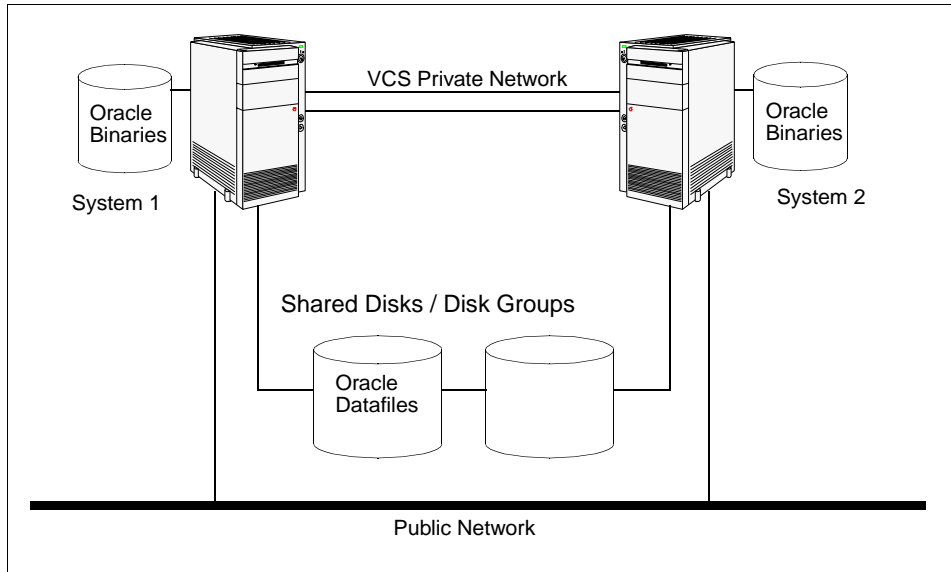 VCS Private Network
Oracle
Binaries
Oracle
Binaries
System 1
System 2
Shared Disks / Disk Groups
Oracle
Datafiles
Public Network